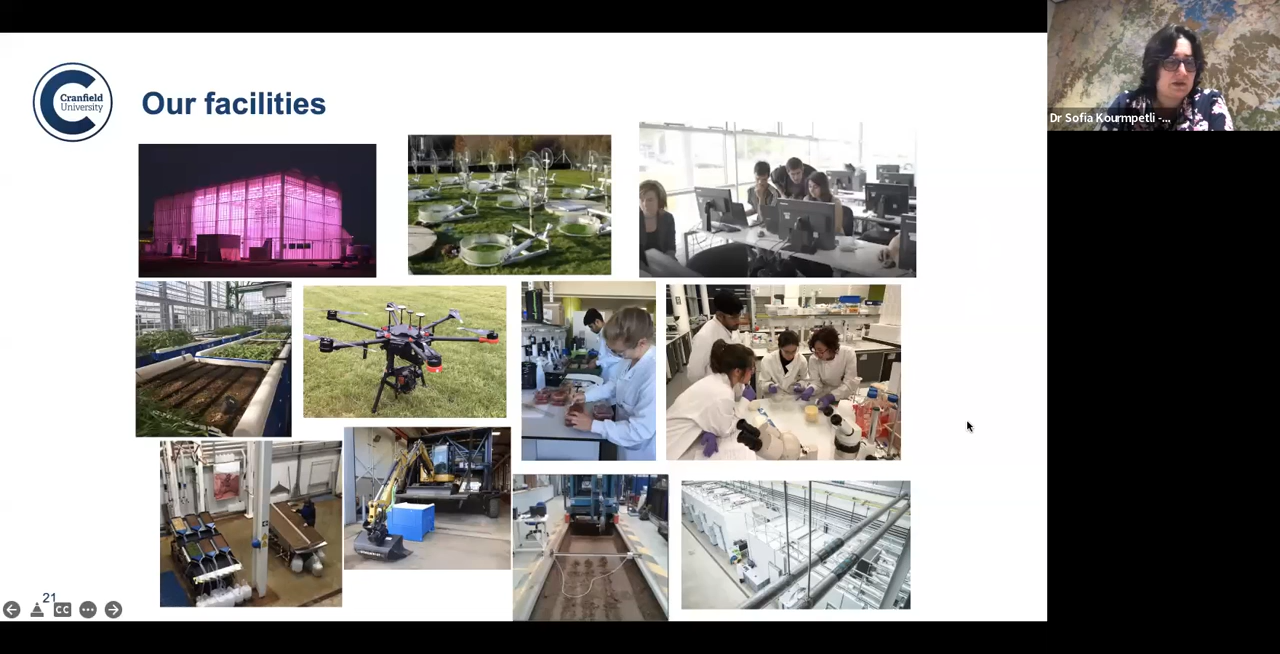 Cranfield
University
Our facilities
Dr Sofia Kourmpetli -...
21
CC